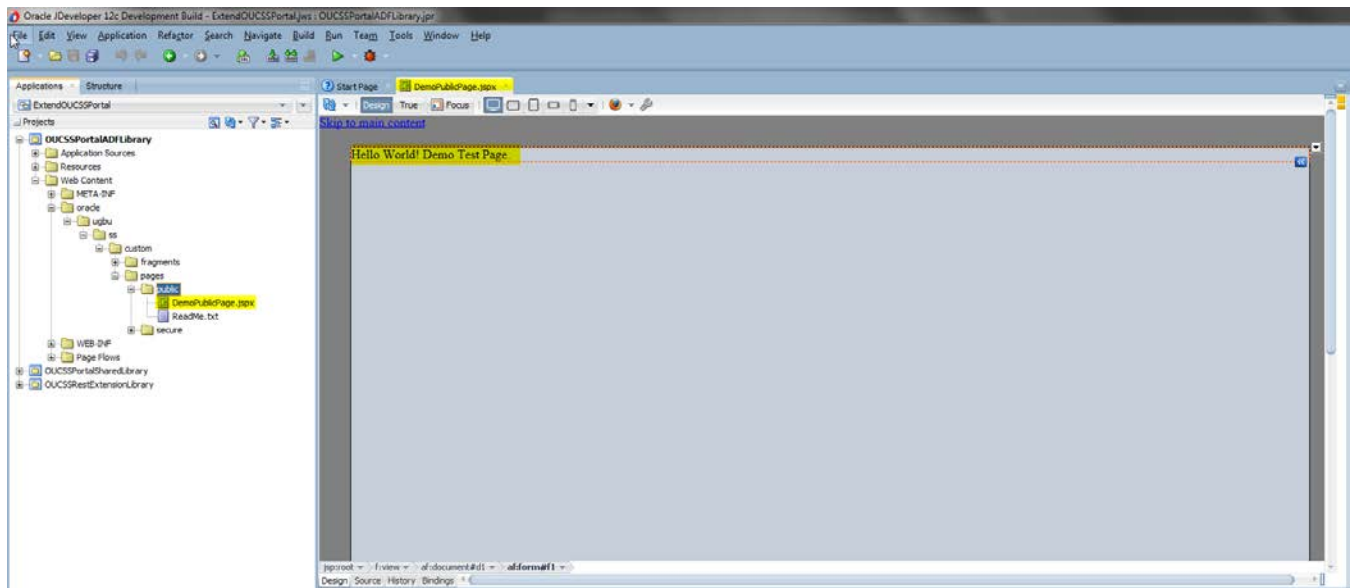 Oracle JDeveloper 12c Development Build - ExtendOUCSSPortal.jws : OUCSSPortalADFLibrary.jpr
File Edit View Application Refactor Search Navigate Build Run Team Tools Window Help
Applications Structure
Start Page DemoPublicPage.jspx
ExtendOUCSSPortal
Design True Focus
Projects
Skip to main content
OUCSSPortalADFLibrary
Application Sources
Resources
Web Content
META-INF
oracle
ugbu
ss
custom
fragments
pages
public
DemoPublicPage.jspx
ReadMe.txt
secure
WEB-INF
Page Flows
OUCSSPortalSharedLibrary
OUCSSRestExtensionLibrary
Hello World! Demo Test Page
jsp:root f:view af:document#d1 af:form#f1
Design Source History Bindings